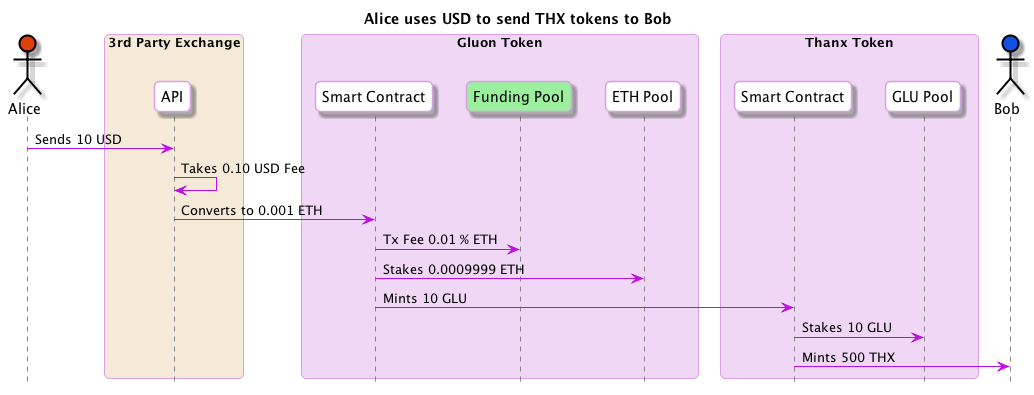 Alice uses USD to send THX tokens to Bob
3rd Party Exchange
Gluon Token
Thanx Token
Alice
API
Smart Contract
Funding Pool
ETH Pool
Smart Contract
GLU Pool
Bob
Sends 10 USD
Takes 0.10 USD Fee
Converts to 0.001 ETH
Tx Fee 0.01 % ETH
Stakes 0.0009999 ETH
Mints 10 GLU
Stakes 10 GLU
Mints 500 THX